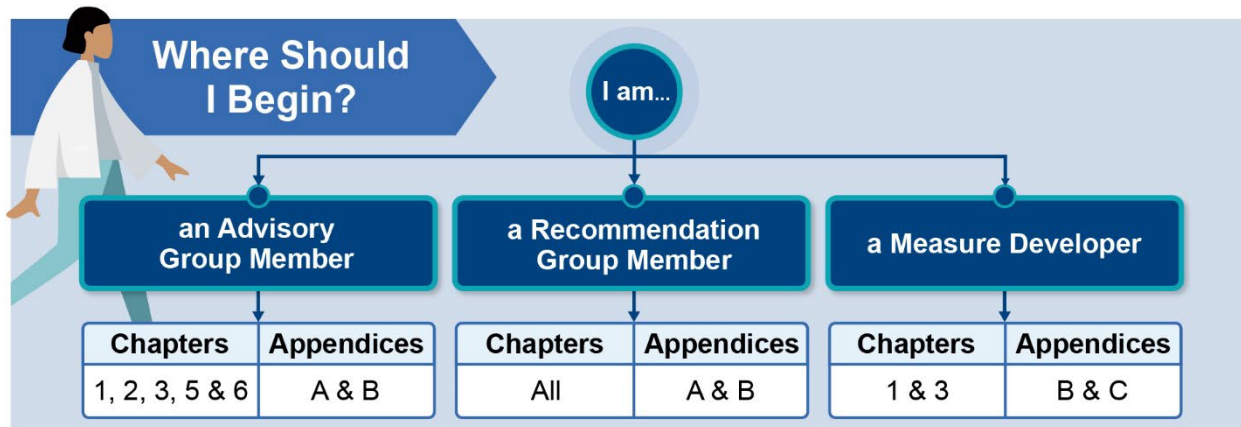 Where Should
I Begin?
I am...
an Advisory
Group Member
Chapters
Appendices
1, 2, 3, 5 & 6
A & B
a Recommendation
Group Member
Chapters
Appendices
All
A & B
a Measure Developer
Chapters
Appendices
1 & 3
B & C